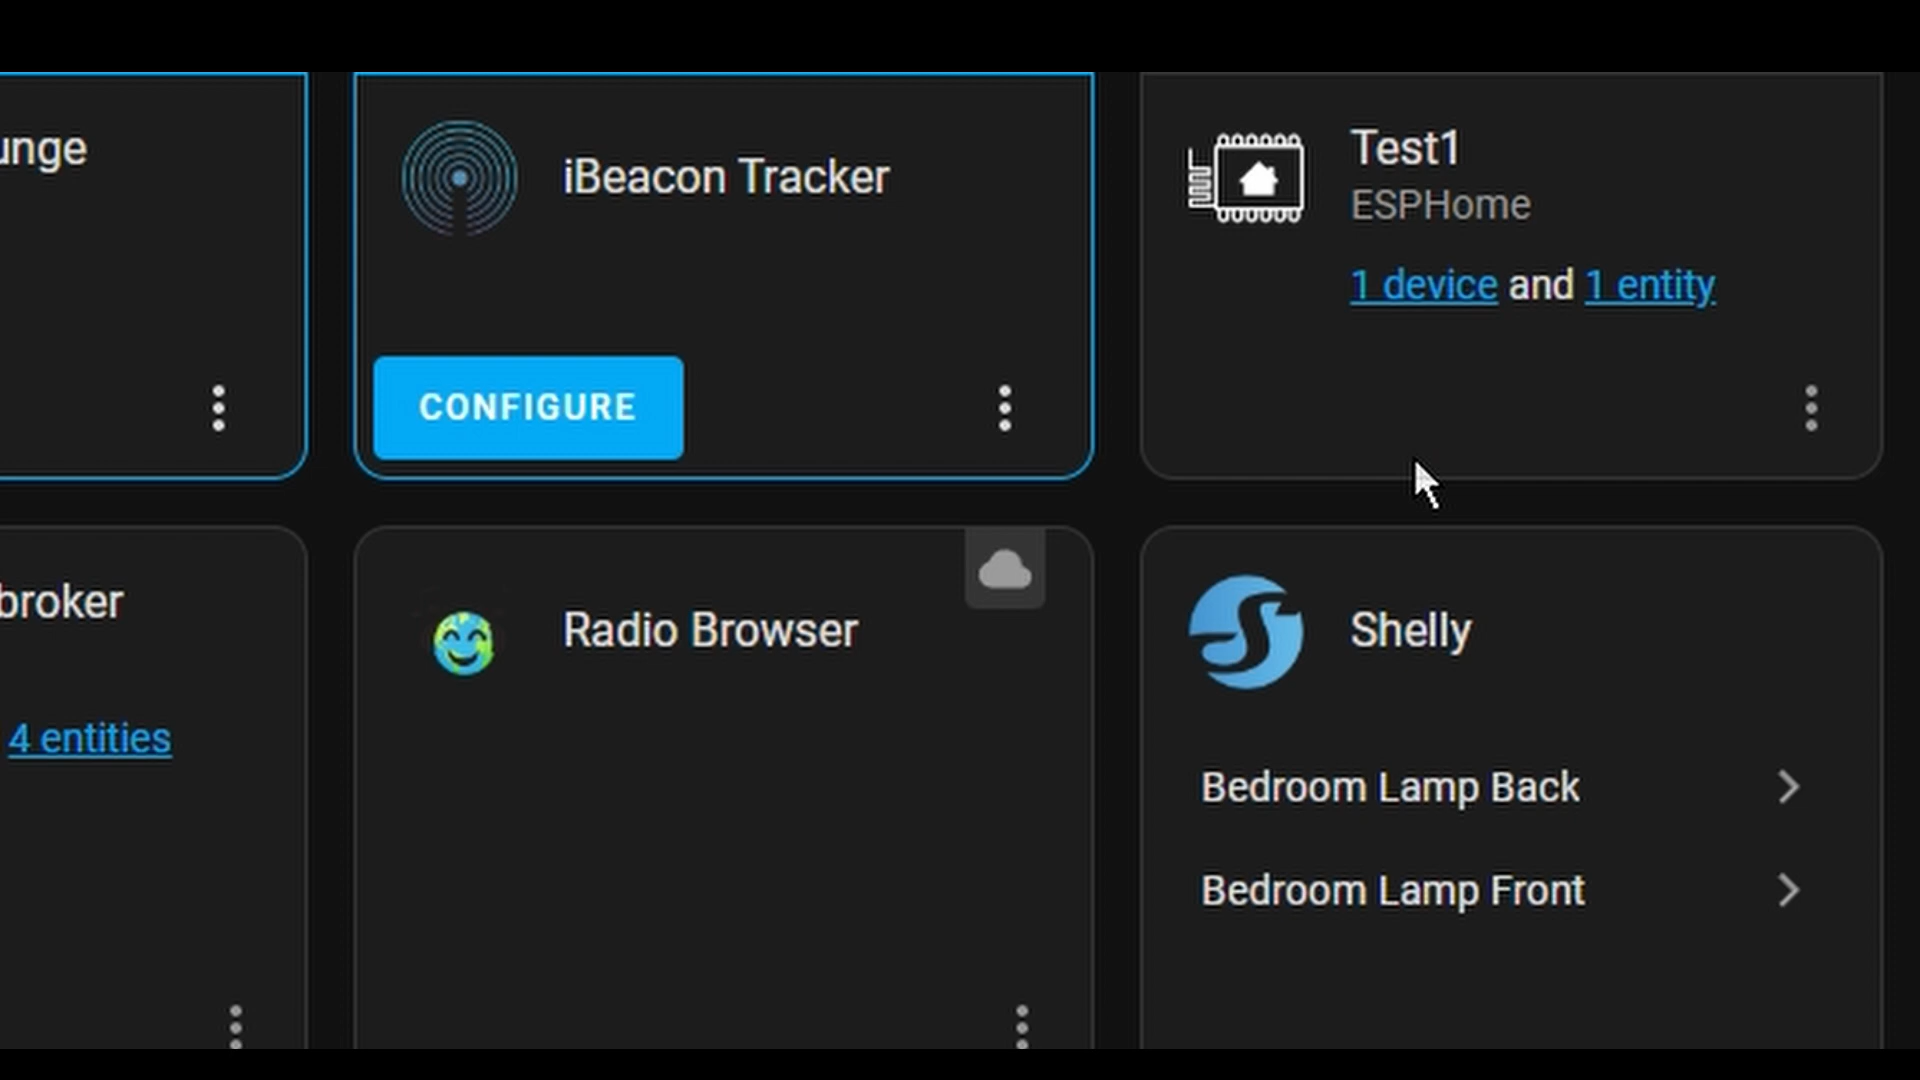 unge
iBeacon Tracker
CONFIGURE
Test1
ESPHome
1 device and 1 entity
broker
4 entities
Radio Browser
Shelly
Bedroom Lamp Back
Bedroom Lamp Front